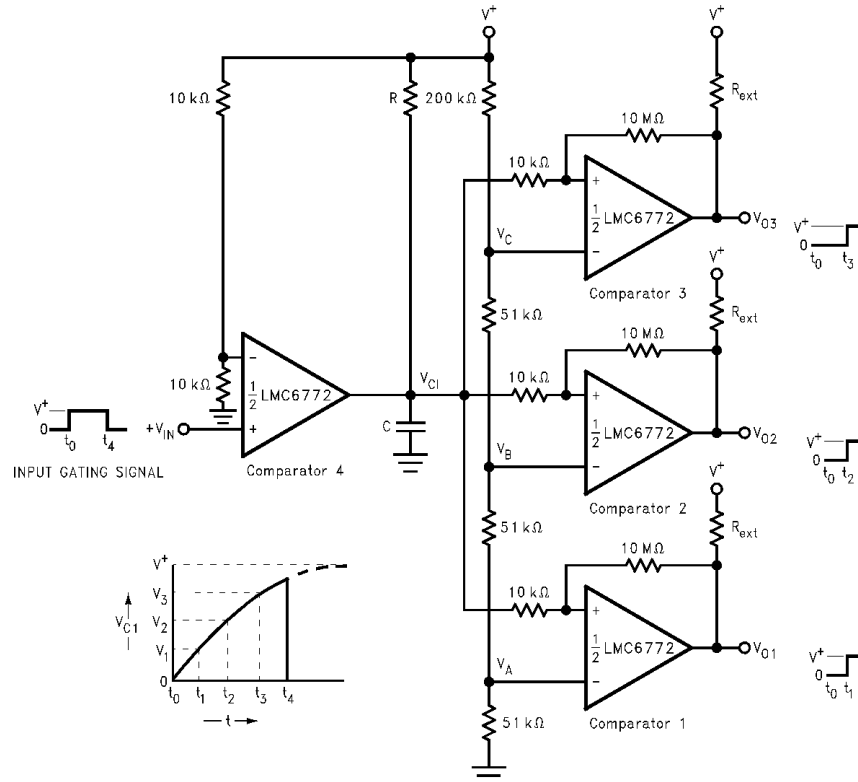 V+
V+
10 kΩ
R
200 kΩ
Rext
10 MΩ
10 kΩ
+
1/2 LMC6772
−
VO3
V+
0
t0 t3
VC
Comparator 3
V+
51 kΩ
Rext
10 MΩ
10 kΩ
−
10 kΩ
1/2 LMC6772
+
VCI
C
+
1/2 LMC6772
−
VO2
V+
0
t0 t2
V+
0
t0 t4
+VIN
INPUT GATING SIGNAL
Comparator 4
VB
Comparator 2
V+
51 kΩ
Rext
10 MΩ
10 kΩ
+
1/2 LMC6772
−
VO1
V+
0
t0 t1
VA
51 kΩ
Comparator 1
V+
V3
VC1
V2
V1
0
t0 t1 t2 t3 t4
t